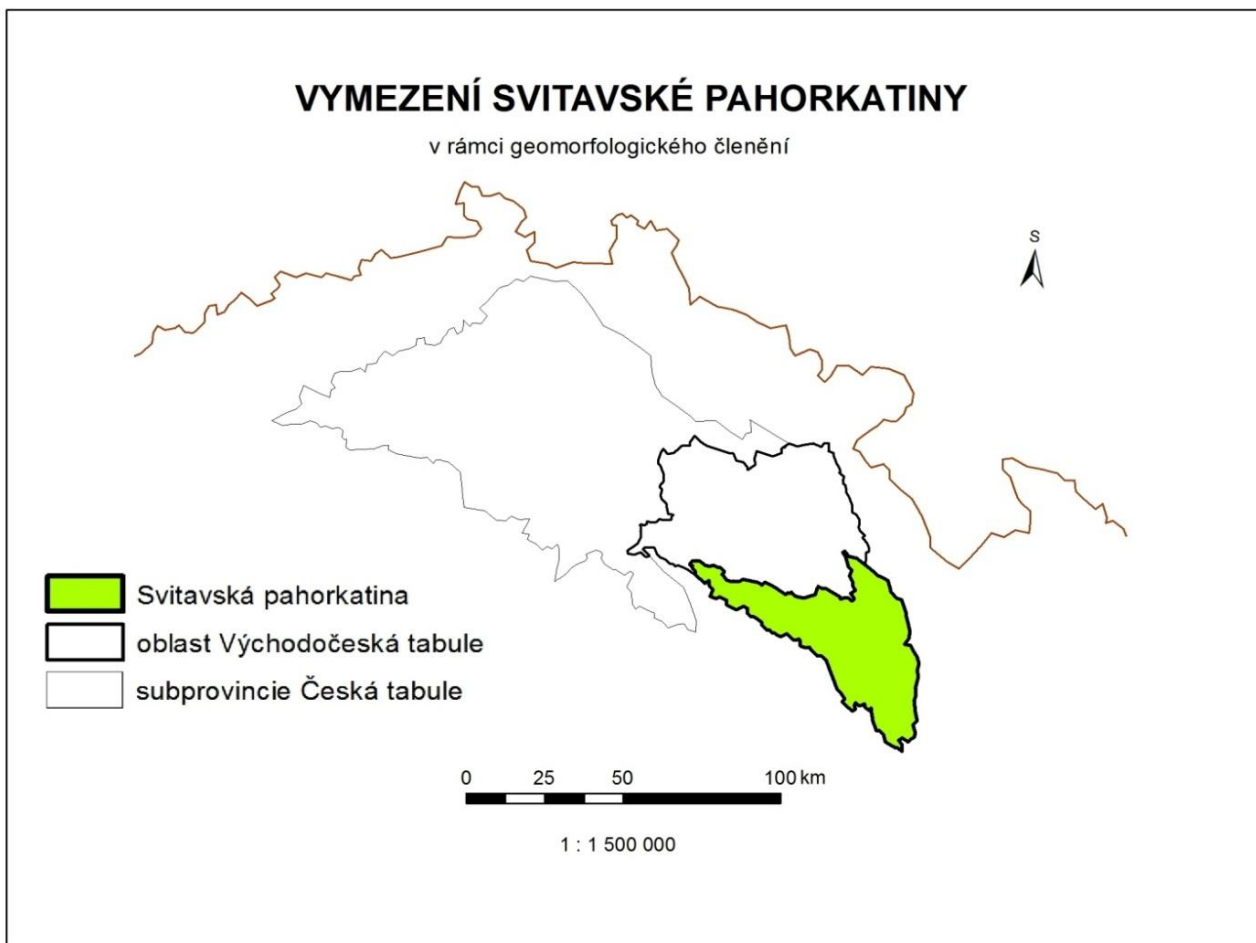 VYMEZENÍ SVITAVSKÉ PAHORKATINY
v rámci geomorfologického členění
S
Svitavská pahorkatina
oblast Východočeská tabule
subprovincie Česká tabule
0 25 50 100 km
1 : 1 500 000